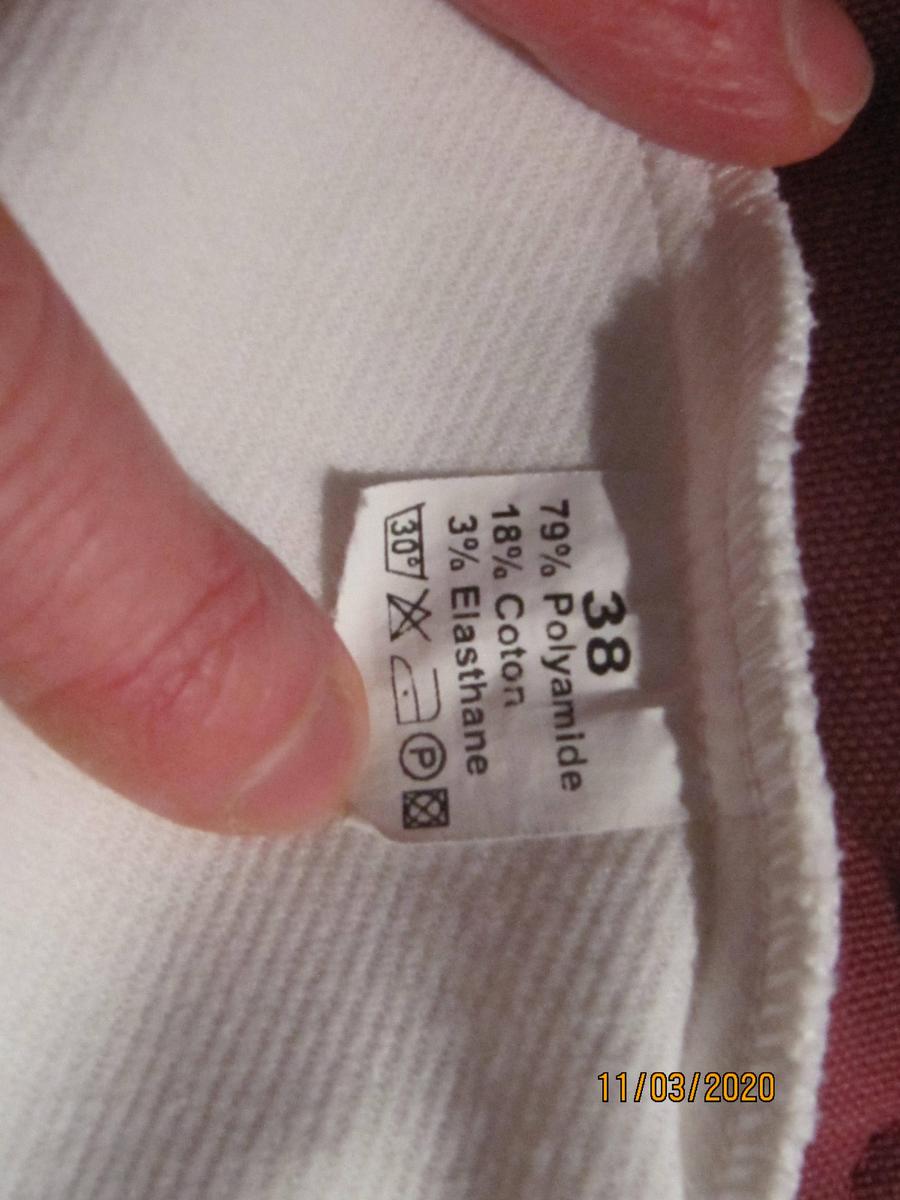 38
79% Polyamide
18% Coton
3% Elasthane
30° P
11/03/2020